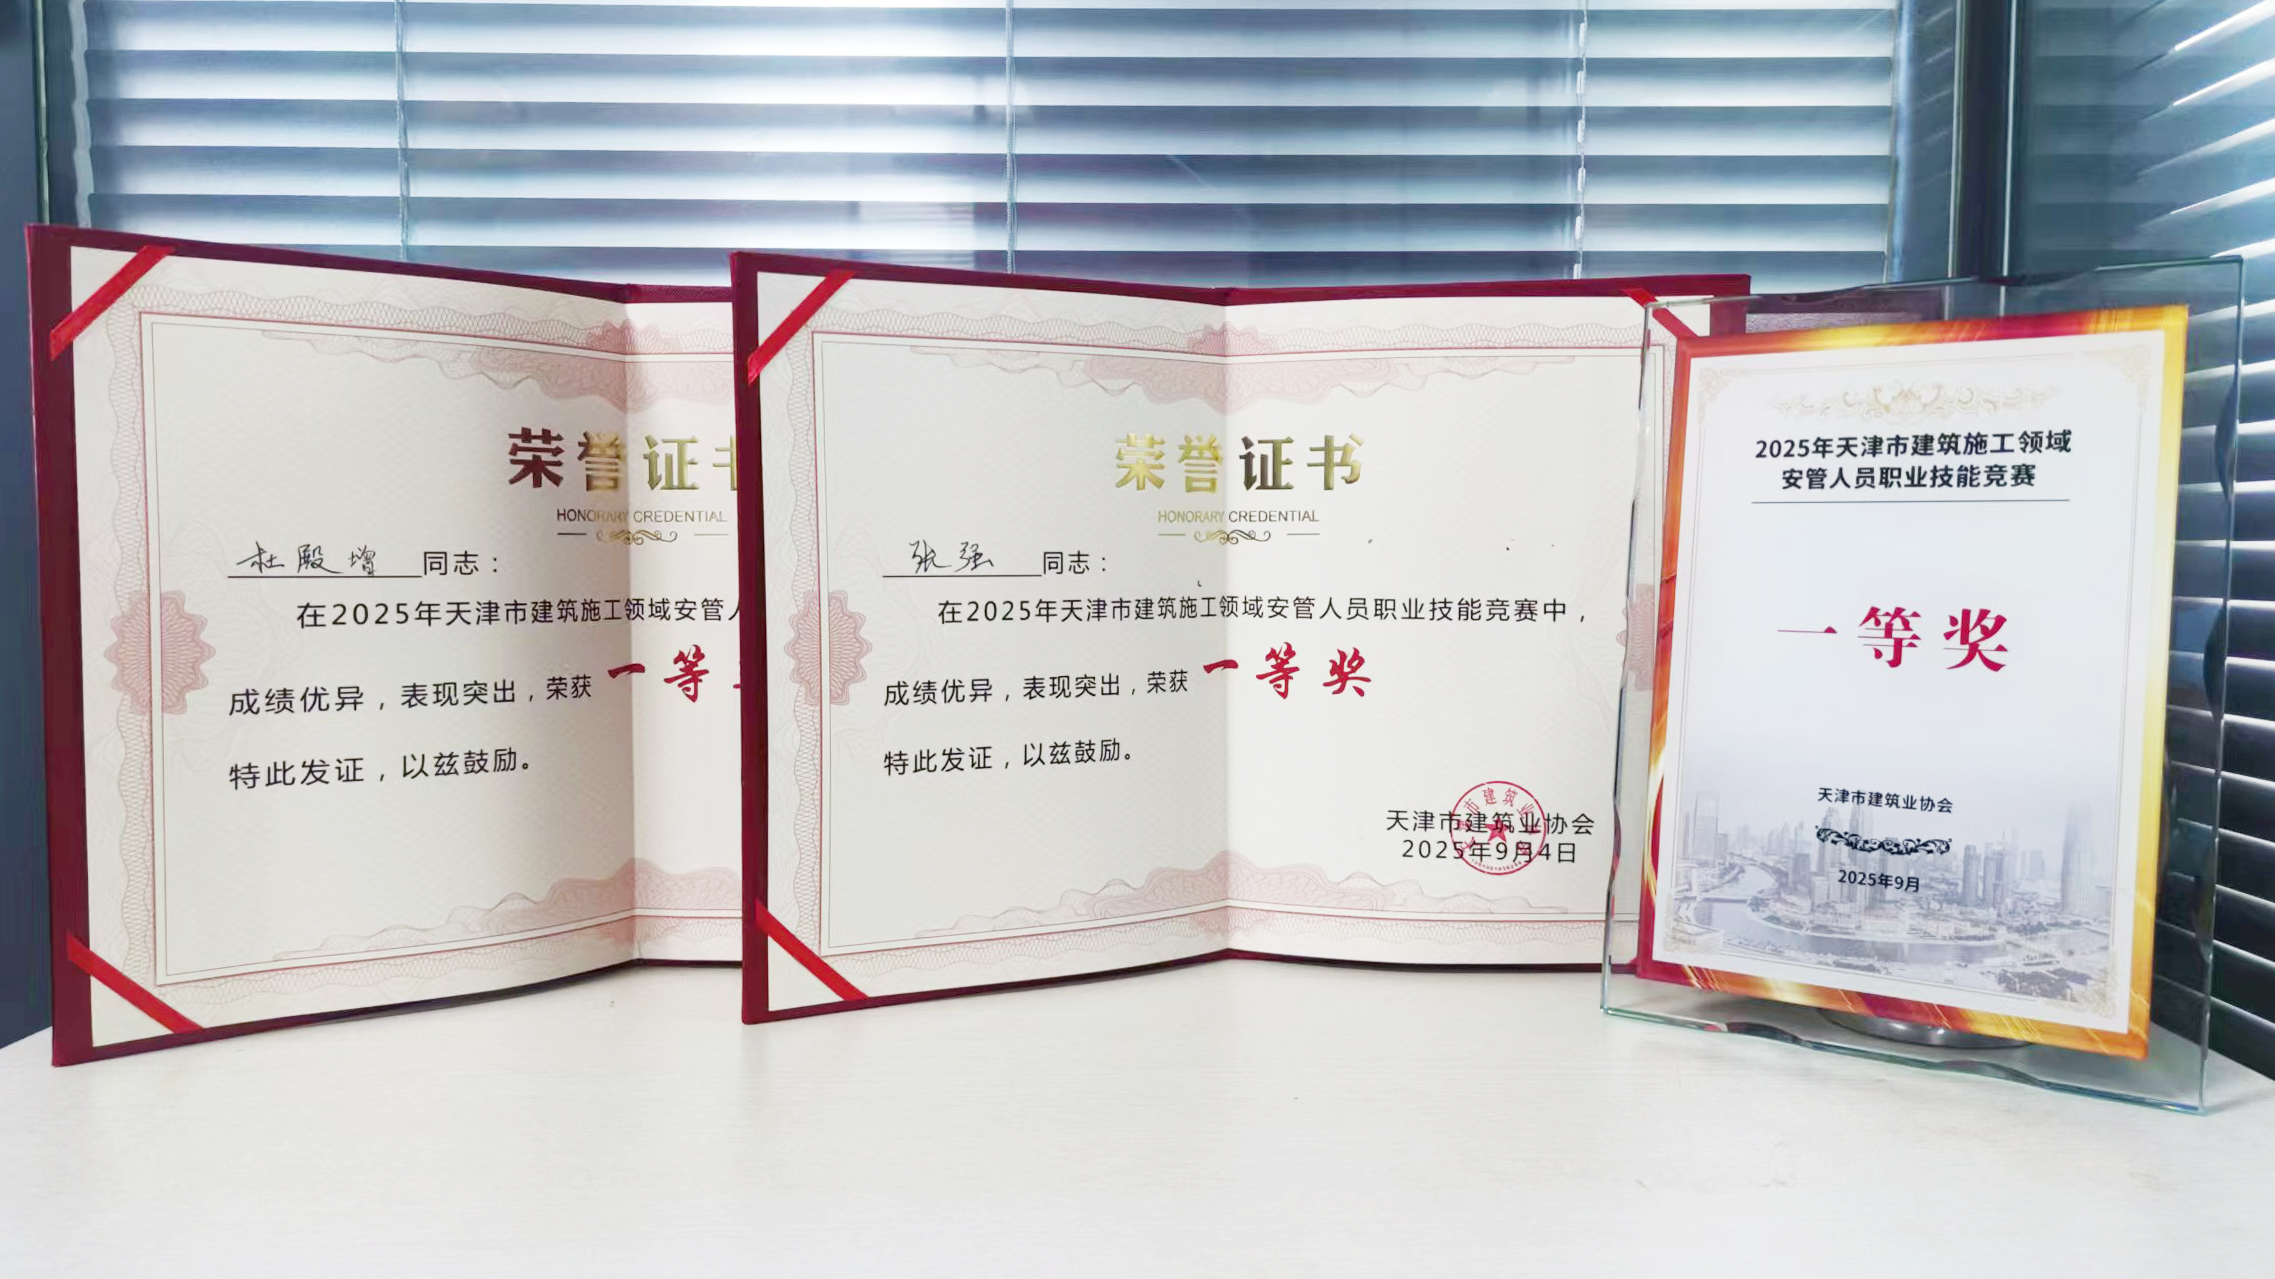 荣誉证
HONORARY CREDENTIAL
杜殿增 同志：
在2025年天津市建筑施工领域安管
成绩优异，表现突出，荣获 一等
特此发证，以兹鼓励。
荣誉证书
HONORARY CREDENTIAL
张强 同志：
在2025年天津市建筑施工领域安管人员职业技能竞赛中，
成绩优异，表现突出，荣获 一等奖
特此发证，以兹鼓励。
天津市建筑业协会
2025年9月4日
2025年天津市建筑施工领域
安管人员职业技能竞赛
一等奖
天津市建筑业协会
2025年9月